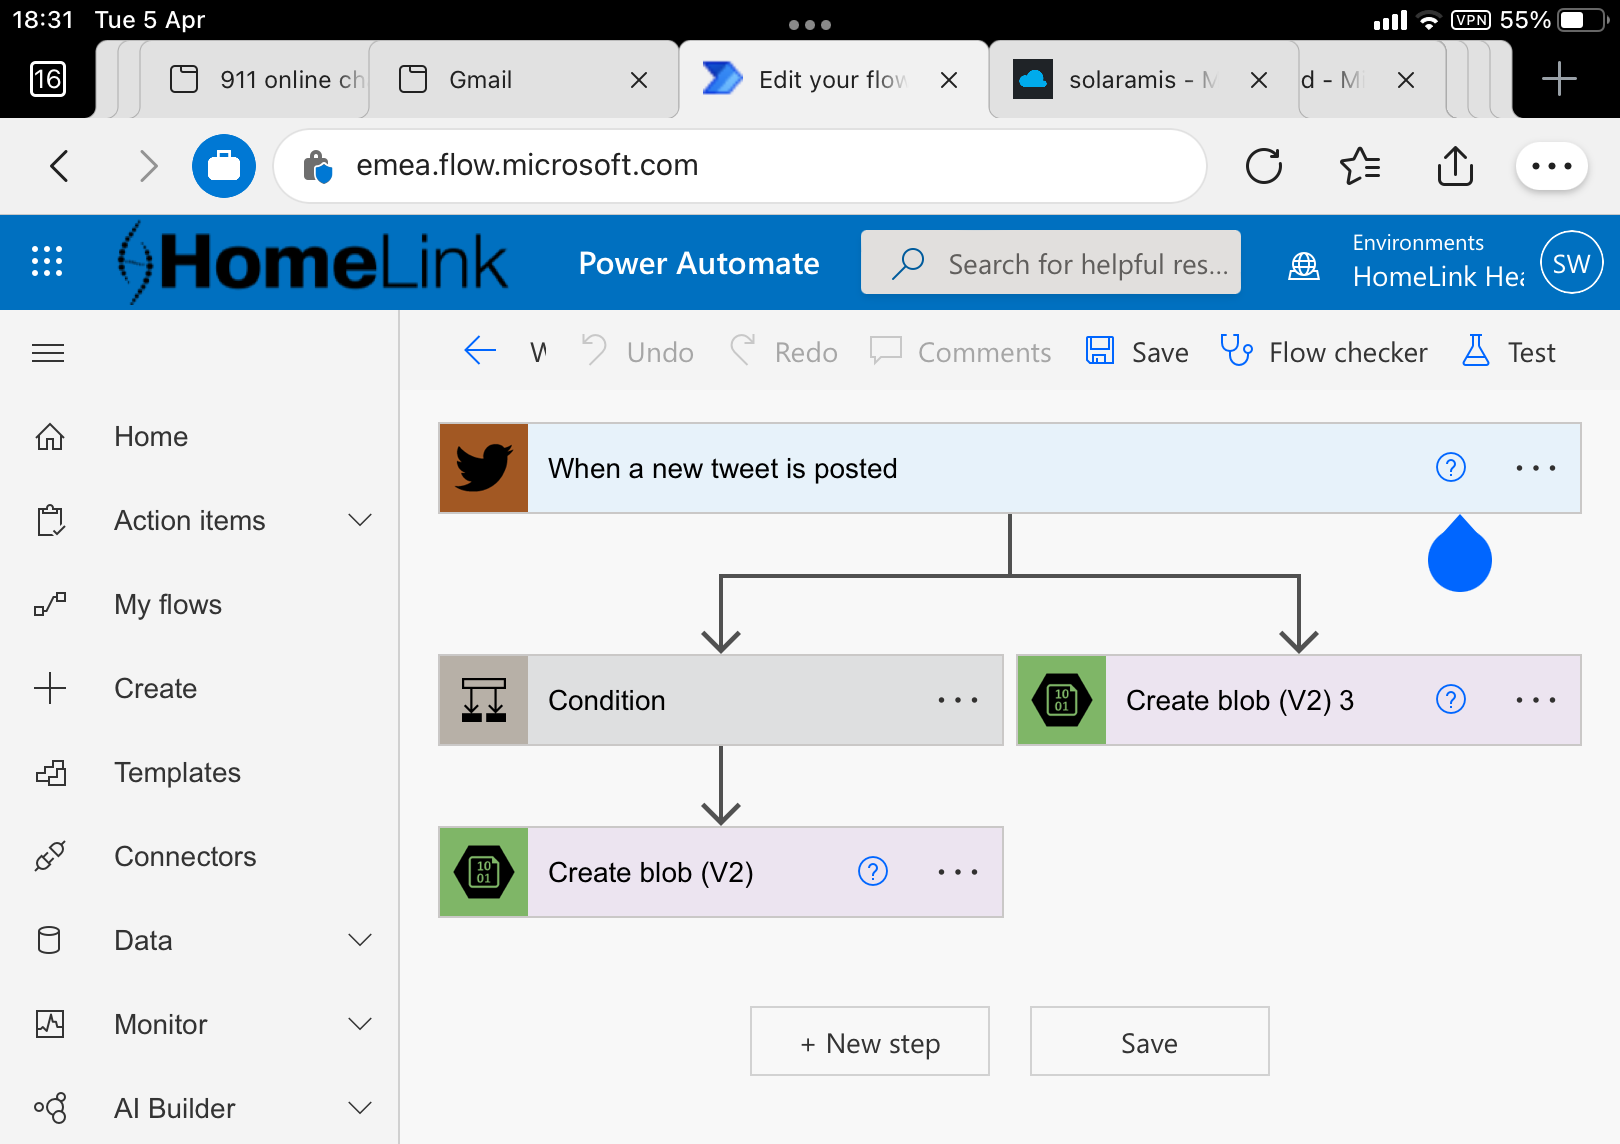 18:31 Tue 5 Apr
VPN 55%
16
911 online ch
Gmail
Edit your flow
solaramis - M
d - Mi
emea.flow.microsoft.com
HomeLink
Power Automate
Search for helpful res...
Environments
HomeLink Hea
SW
Undo
Redo
Comments
Save
Flow checker
Test
Home
Action items
My flows
Create
Templates
Connectors
Data
Monitor
AI Builder
When a new tweet is posted
?
Condition
10
01
Create blob (V2) 3
?
10
01
Create blob (V2)
?
+ New step
Save